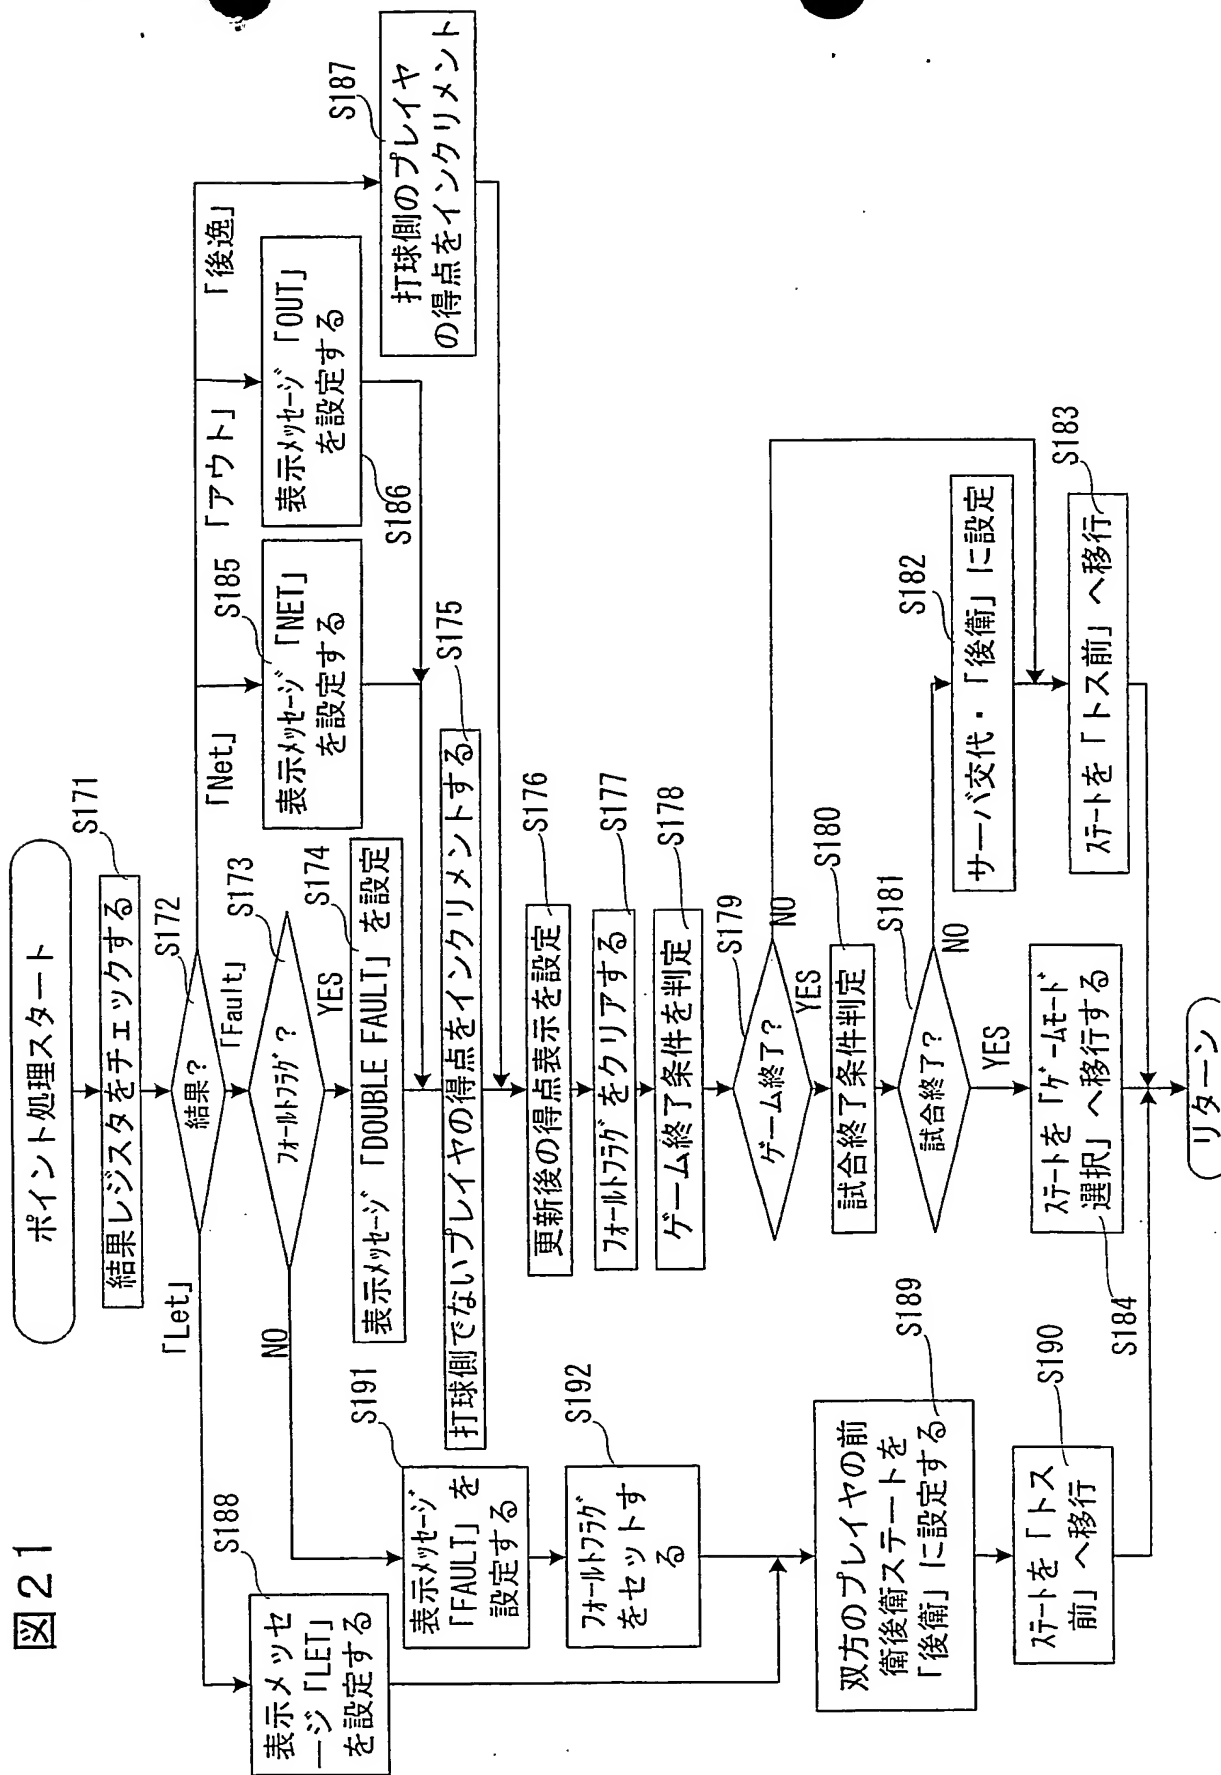 図21
ポイント処理スタート
結果レジスタをチェックする
S171
結果?
S172
「Let」
「Fault」
「Net」
「アウト」
「後逸」
フォールトフラグ?
S173
NO
YES
表示メッセージ「DOUBLE FAULT」を設定
S174
表示メッセージ「NET」
を設定する
S185
表示メッセージ「OUT」
を設定する
S186
打球側のプレイヤ
の得点をインクリメント
S187
打球側でないプレイヤの得点をインクリメントする
S175
更新後の得点表示を設定
S176
フォールトフラグをクリアする
S177
ゲーム終了条件を判定
S178
ゲーム終了?
S179
NO
YES
試合終了条件判定
S180
試合終了?
S181
NO
YES
サーバ交代・「後衛」に設定
S182
ステートを「トス前」へ移行
S183
ステートを「ゲームモード
選択」へ移行する
S184
表示メッセ
ージ「LET」
を設定する
S188
表示メッセージ
「FAULT」を
設定する
S191
フォールトフラグ
をセットす
る
S192
双方のプレイヤの前
衛後衛ステートを
「後衛」に設定する
S189
ステートを「トス
前」へ移行
S190
リターン